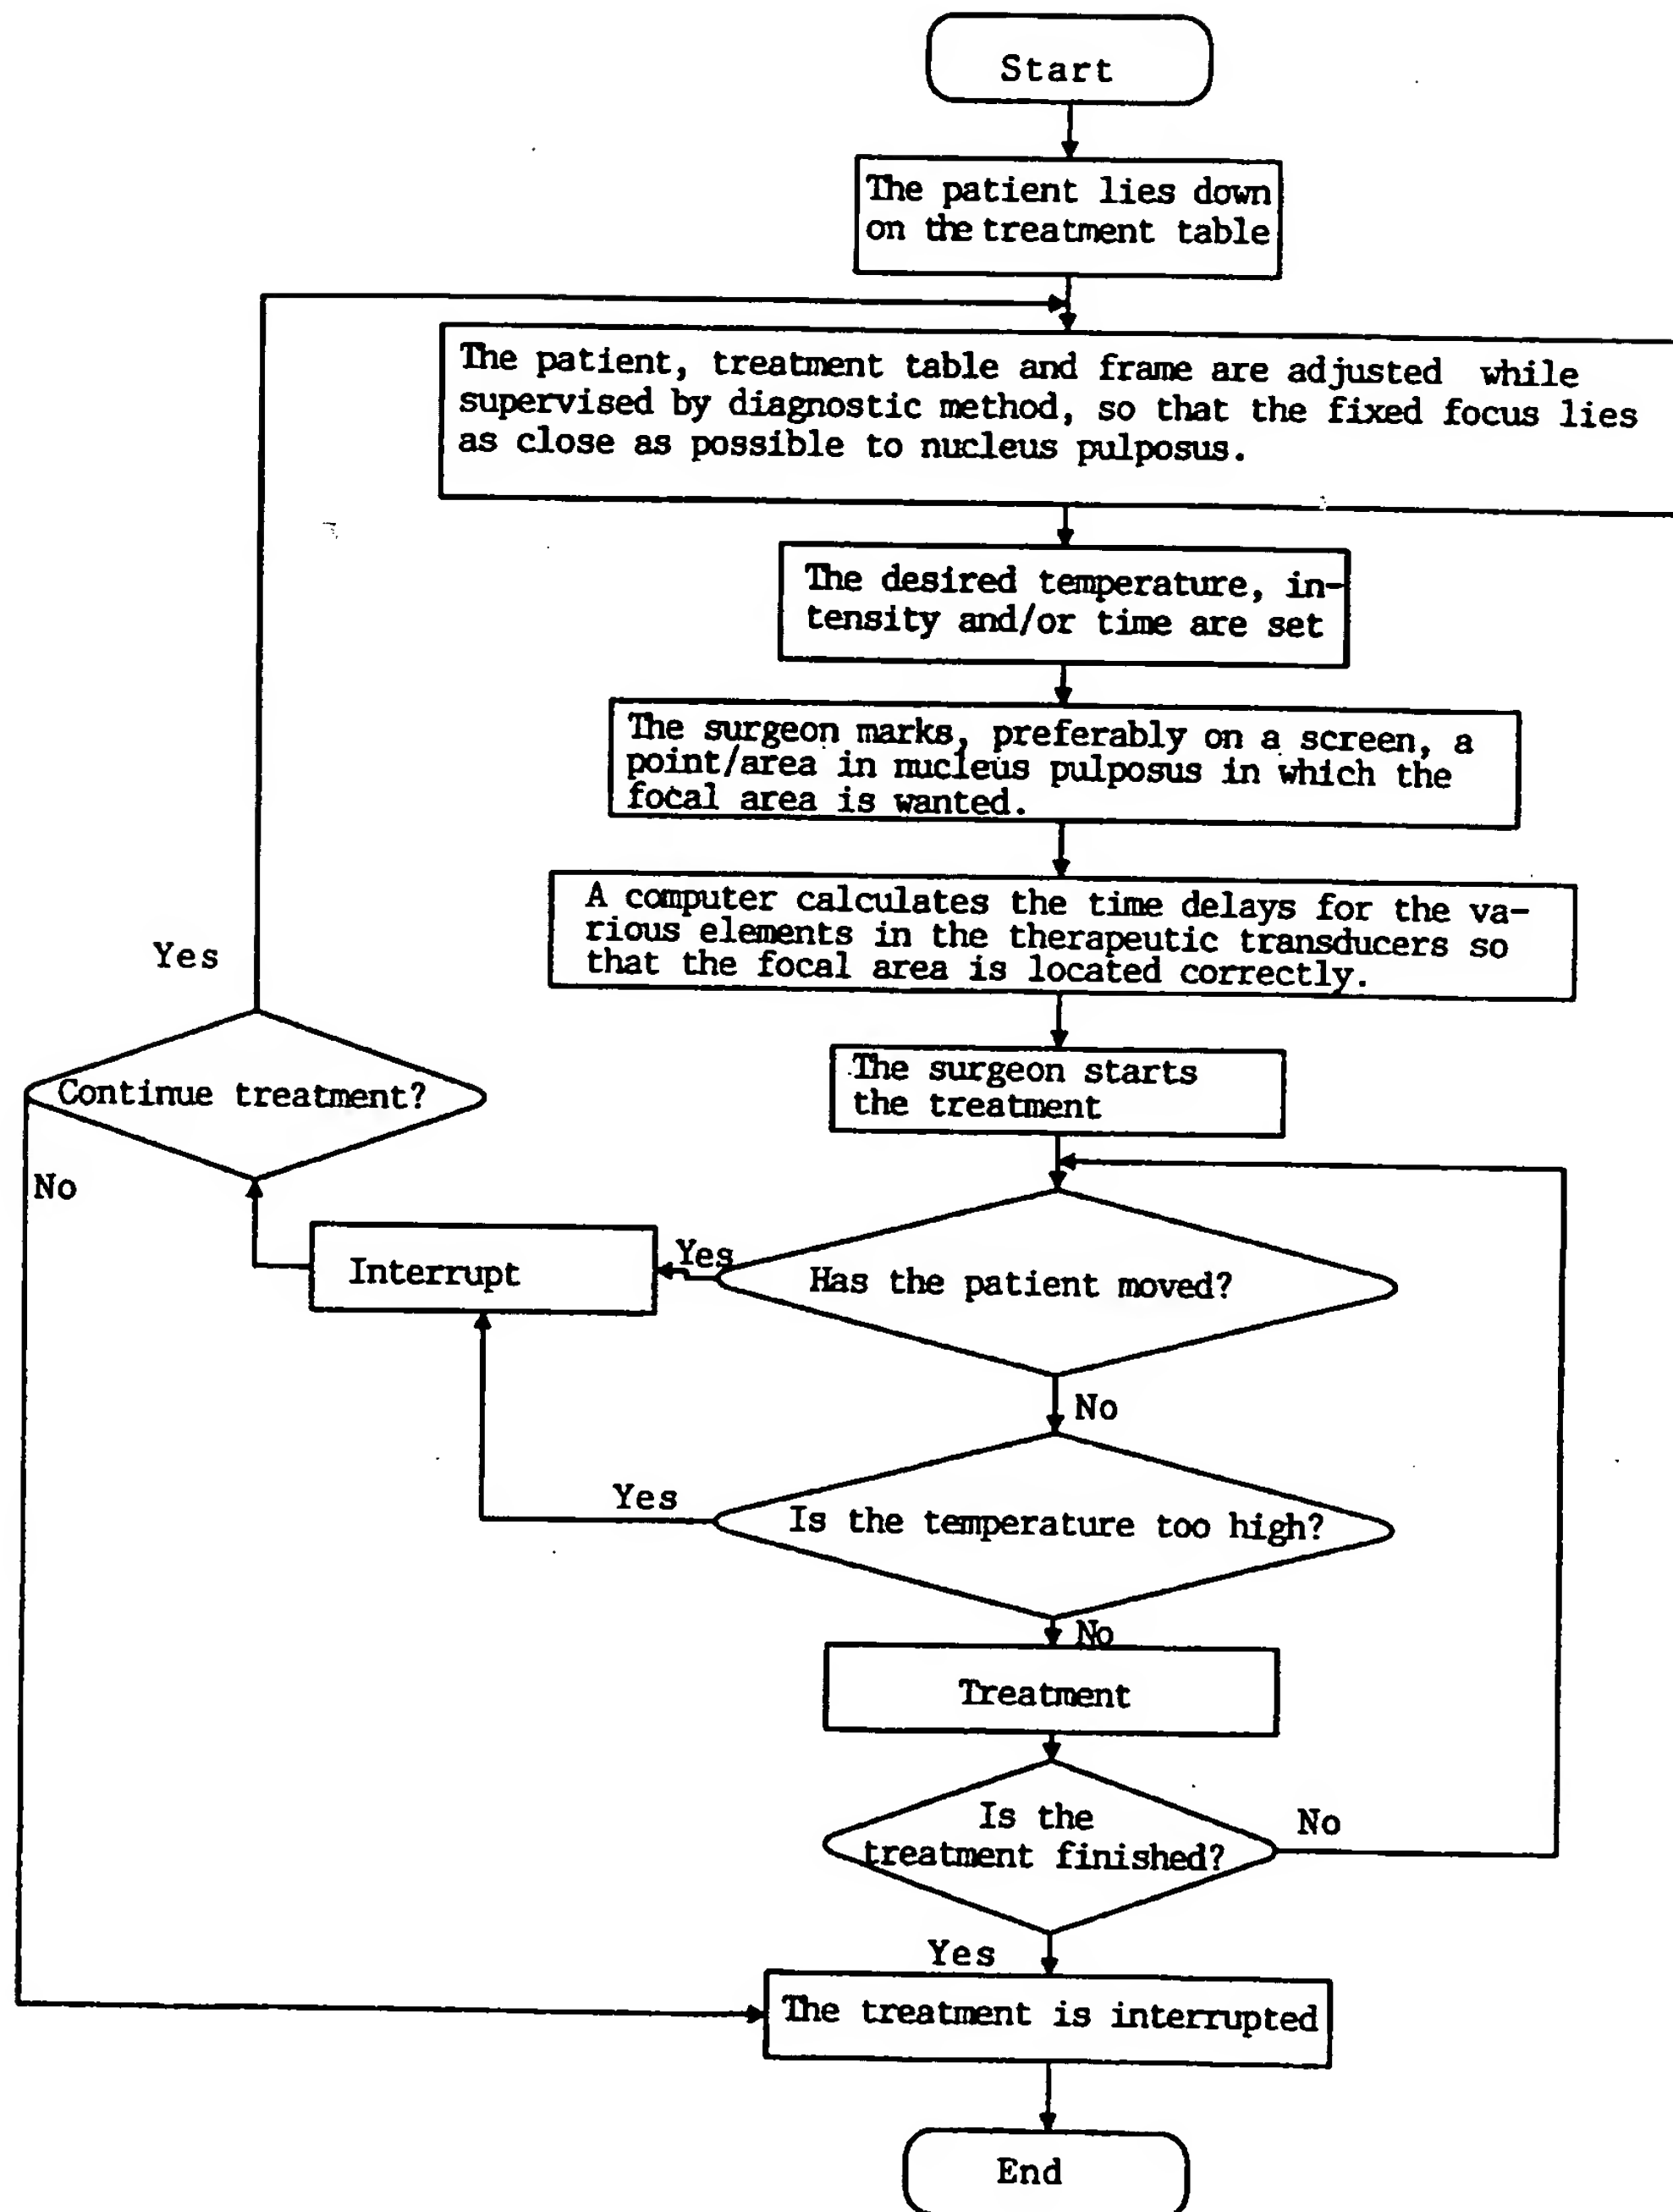 Start
The patient lies down
on the treatment table
The patient, treatment table and frame are adjusted while
supervised by diagnostic method, so that the fixed focus lies
as close as possible to nucleus pulposus.
The desired temperature, in-
tensity and/or time are set
The surgeon marks, preferably on a screen, a
point/area in nucleus pulposus in which the
focal area is wanted.
A computer calculates the time delays for the va-
rious elements in the therapeutic transducers so
that the focal area is located correctly.
Yes
The surgeon starts
the treatment
Continue treatment?
No
Yes
Interrupt
Has the patient moved?
No
Yes
Is the temperature too high?
No
Treatment
Is the
treatment finished?
No
Yes
The treatment is interrupted
End